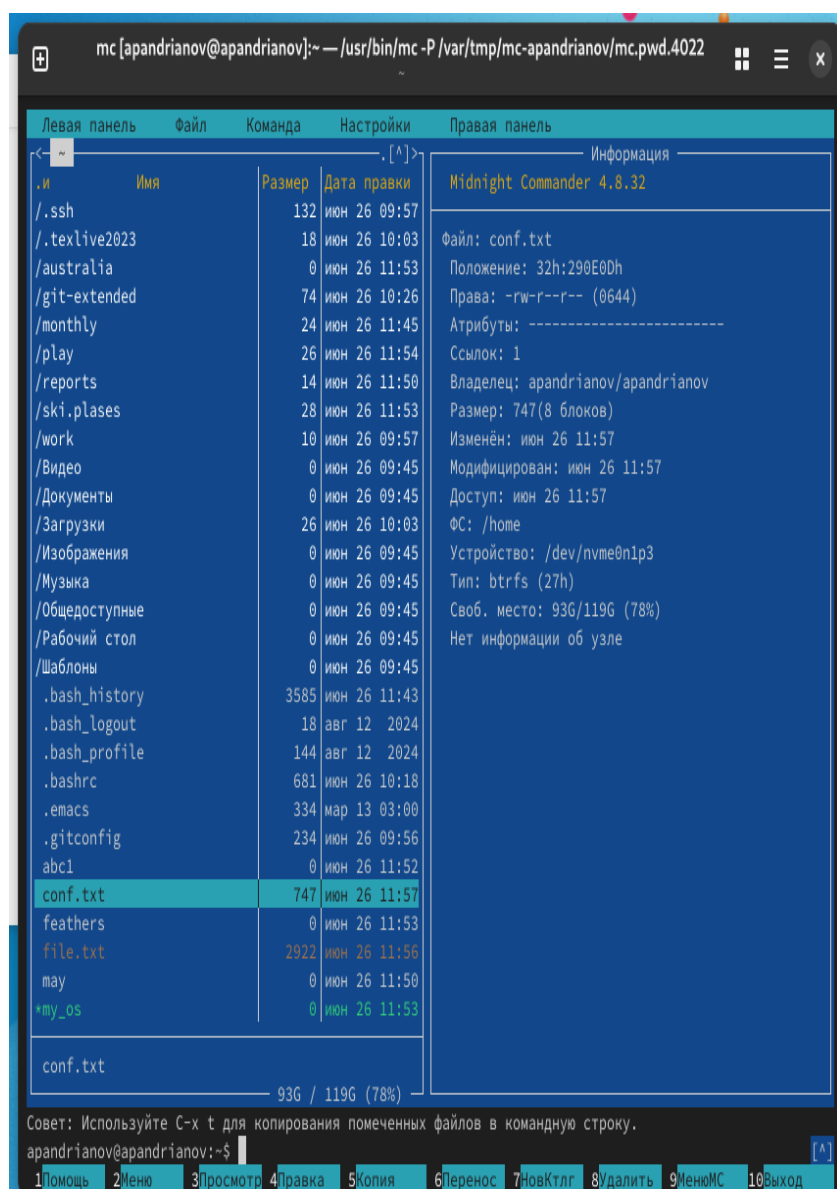 mc [apandrianov@apandrianov]:~ — /usr/bin/mc -P /var/tmp/mc-apandrianov/mc.pwd.4022
~
Левая панель Файл Команда Настройки Правая панель
<- ~ .[^]>
.и Имя Размер Дата правки
/.ssh 132 июн 26 09:57
/.texlive2023 18 июн 26 10:03
/australia 0 июн 26 11:53
/git-extended 74 июн 26 10:26
/monthly 24 июн 26 11:45
/play 26 июн 26 11:54
/reports 14 июн 26 11:50
/ski.plases 28 июн 26 11:53
/work 10 июн 26 09:57
/Видео 0 июн 26 09:45
/Документы 0 июн 26 09:45
/Загрузки 26 июн 26 10:03
/Изображения 0 июн 26 09:45
/Музыка 0 июн 26 09:45
/Общедоступные 0 июн 26 09:45
/Рабочий стол 0 июн 26 09:45
/Шаблоны 0 июн 26 09:45
.bash_history 3585 июн 26 11:43
.bash_logout 18 авг 12 2024
.bash_profile 144 авг 12 2024
.bashrc 681 июн 26 10:18
.emacs 334 мар 13 03:00
.gitconfig 234 июн 26 09:56
abc1 0 июн 26 11:52
conf.txt 747 июн 26 11:57
feathers 0 июн 26 11:53
file.txt 2922 июн 26 11:56
may 0 июн 26 11:50
*my_os 0 июн 26 11:53
conf.txt
93G / 119G (78%)
Информация
Midnight Commander 4.8.32
Файл: conf.txt
Положение: 32h:290E0Dh
Права: -rw-r--r-- (0644)
Атрибуты: -------------------------
Ссылок: 1
Владелец: apandrianov/apandrianov
Размер: 747(8 блоков)
Изменён: июн 26 11:57
Модифицирован: июн 26 11:57
Доступ: июн 26 11:57
ФС: /home
Устройство: /dev/nvme0n1p3
Тип: btrfs (27h)
Своб. место: 93G/119G (78%)
Нет информации об узле
Совет: Используйте C-x t для копирования помеченных файлов в командную строку.
apandrianov@apandrianov:~$ [^]
1Помощь 2Меню 3Просмотр 4Правка 5Копия 6Перенос 7НовКтлг 8Удалить 9МенюMC 10Выход